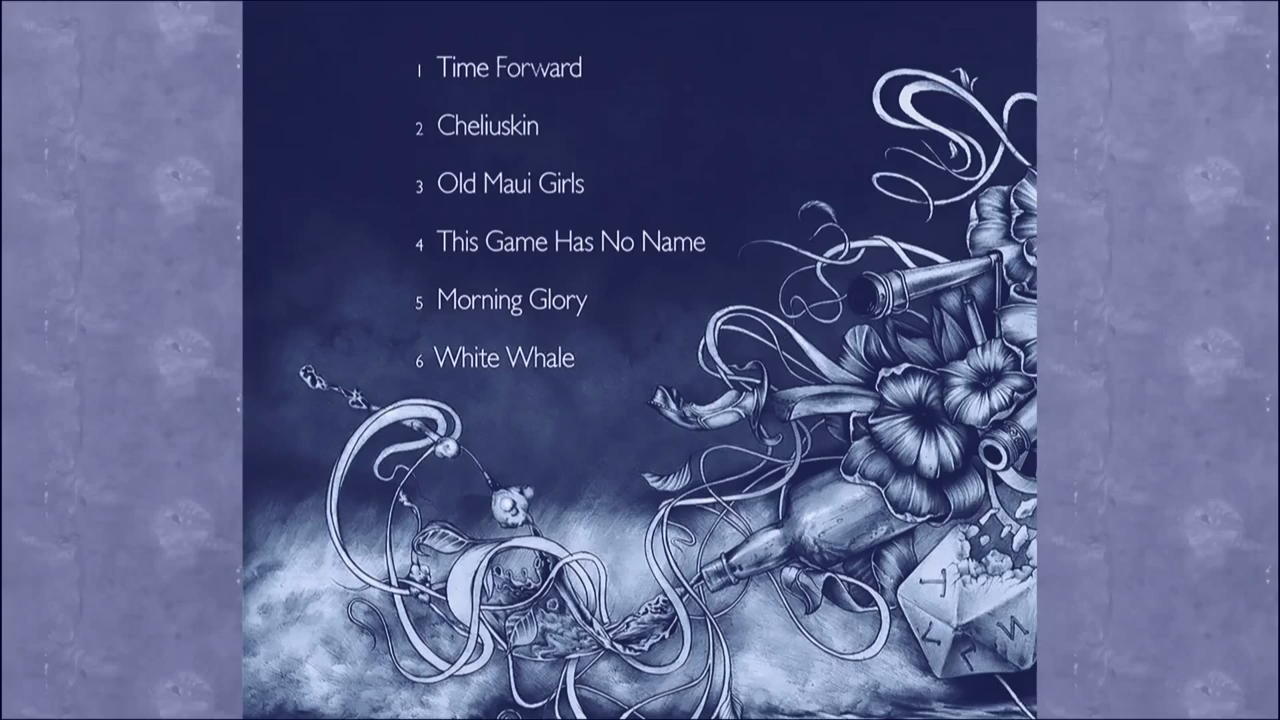 1 Time Forward
2 Cheliuskin
3 Old Maui Girls
4 This Game Has No Name
5 Morning Glory
6 White Whale